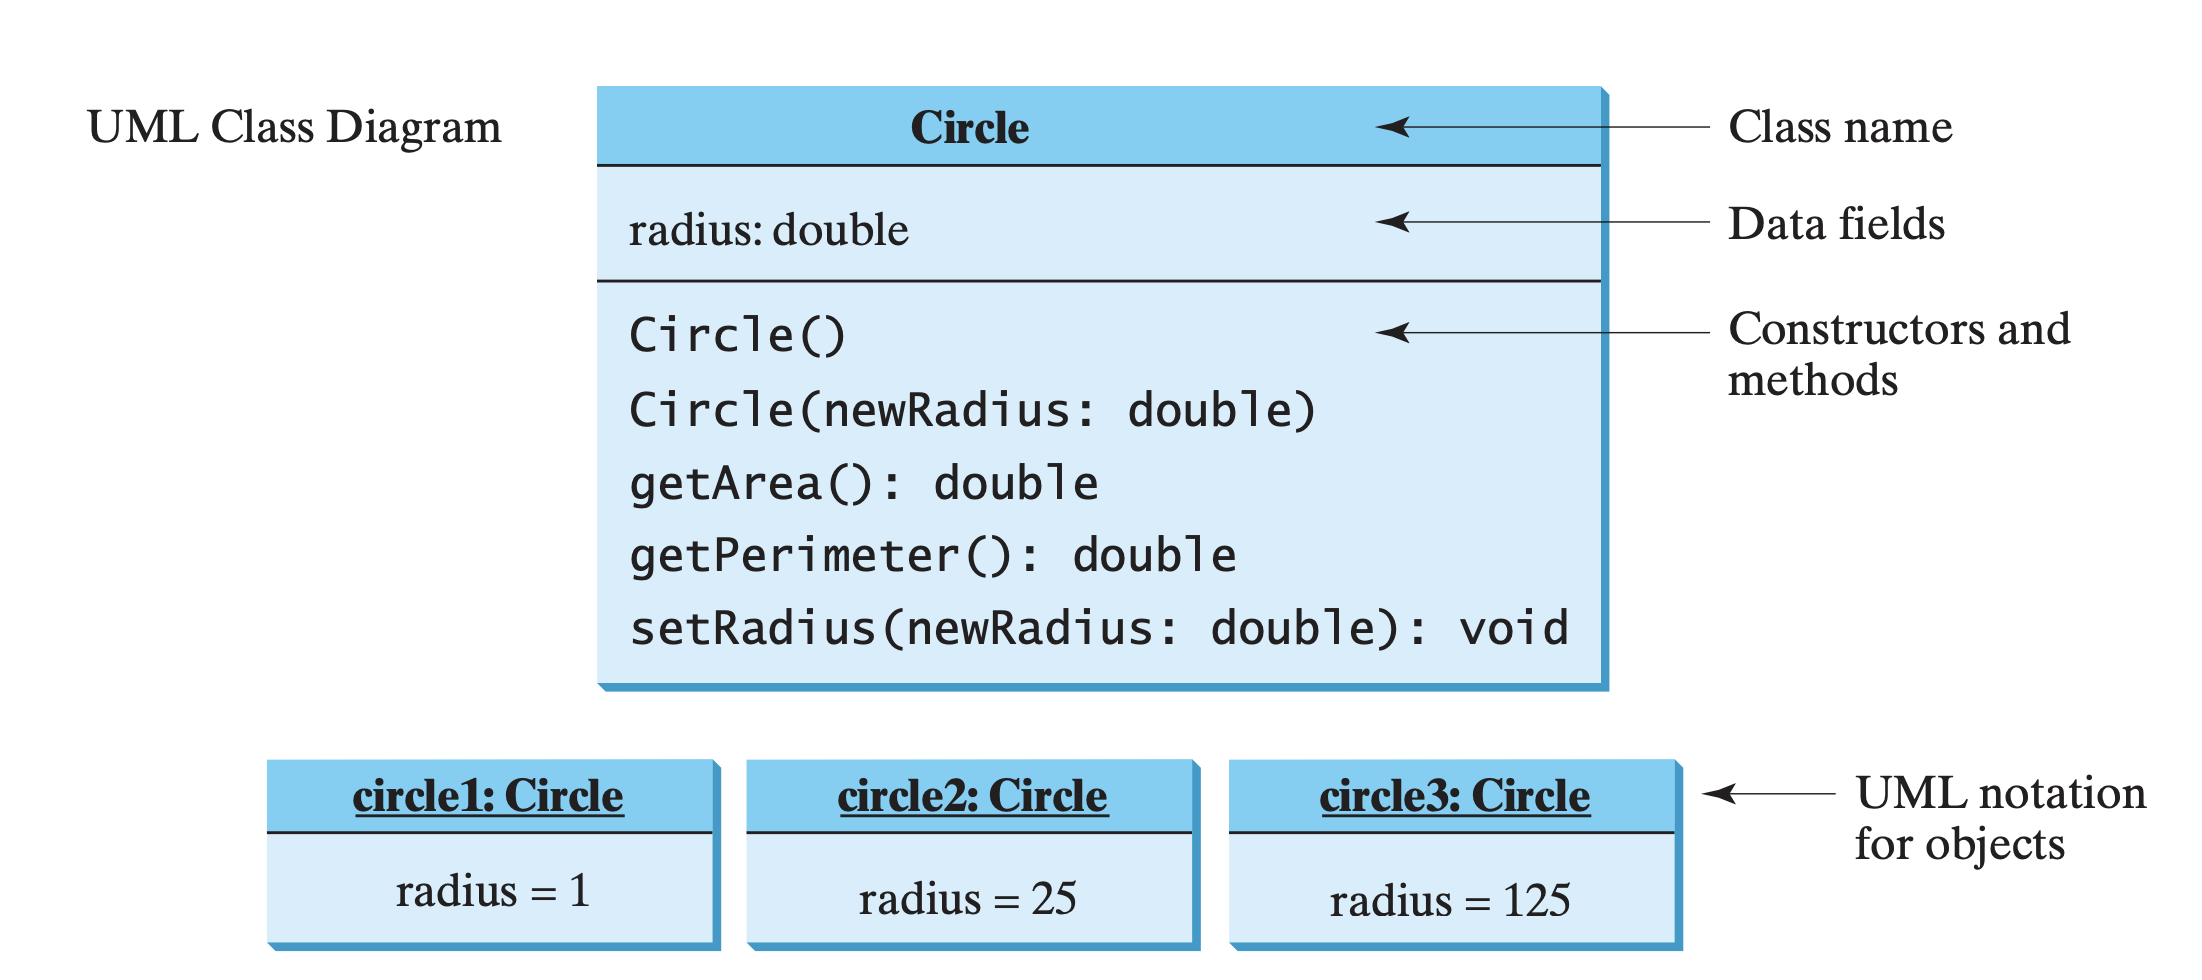 UML Class Diagram
Circle
Class name
radius: double
Data fields
Circle()
Constructors and
methods
Circle(newRadius: double)
getArea(): double
getPerimeter(): double
setRadius(newRadius: double): void
circle1: Circle
radius = 1
circle2: Circle
radius = 25
circle3: Circle
radius = 125
UML notation
for objects